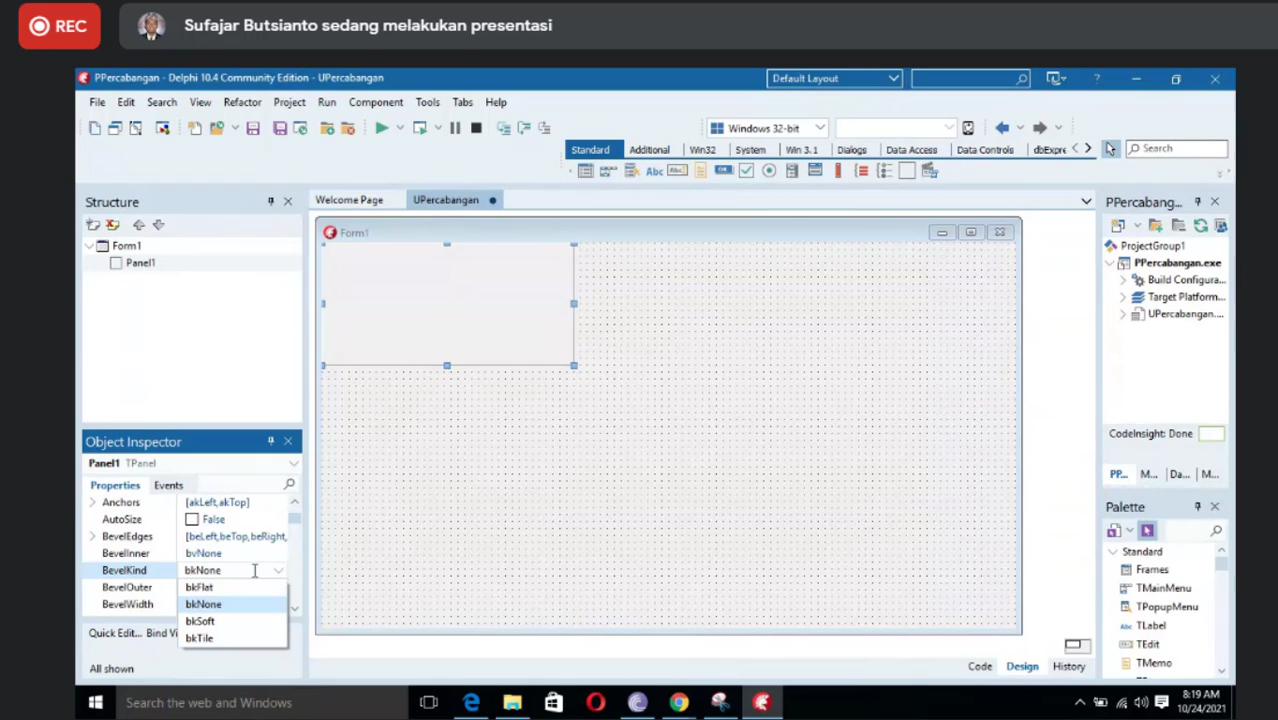 REC
Sufajar Butsianto sedang melakukan presentasi
PPercabangan - Delphi 10.4 Community Edition - UPercabangan
Default Layout
File Edit Search View Refactor Project Run Component Tools Tabs Help
Windows 32-bit
Standard Additional Win32 System Win 3.1 Dialogs Data Access Data Controls dbExpre
Search
Structure
Welcome Page
UPercabangan
PPercabang...
Form1
Panel1
Form1
ProjectGroup1
PPercabangan.exe
Build Configura...
Target Platform...
UPercabangan....
CodeInsight: Done
PP... M... Da... M...
Object Inspector
Panel1 TPanel
Properties Events
Anchors [akLeft,akTop]
AutoSize False
BevelEdges [beLeft,beTop,beRight,
BevelInner bvNone
BevelKind bkNone
BevelOuter bkFlat
BevelWidth bkNone
bkSoft
bkTile
Quick Edit... Bind Vi
All shown
Palette
Standard
Frames
TMainMenu
TPopupMenu
Abc TLabel
TEdit
TMemo
Code Design History
Search the web and Windows
8:19 AM
10/24/2021